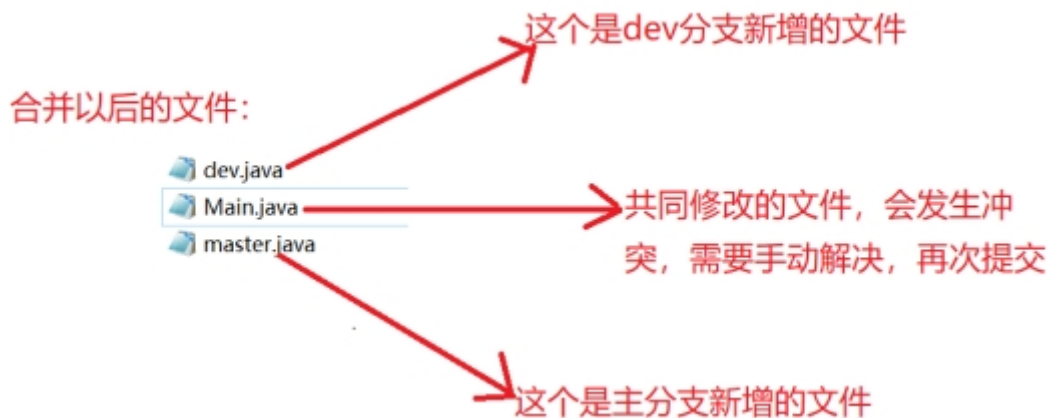 这个是dev分支新增的文件
合并以后的文件：
dev.java
Main.java
共同修改的文件，会发生冲
突，需要手动解决，再次提交
master.java
这个是主分支新增的文件